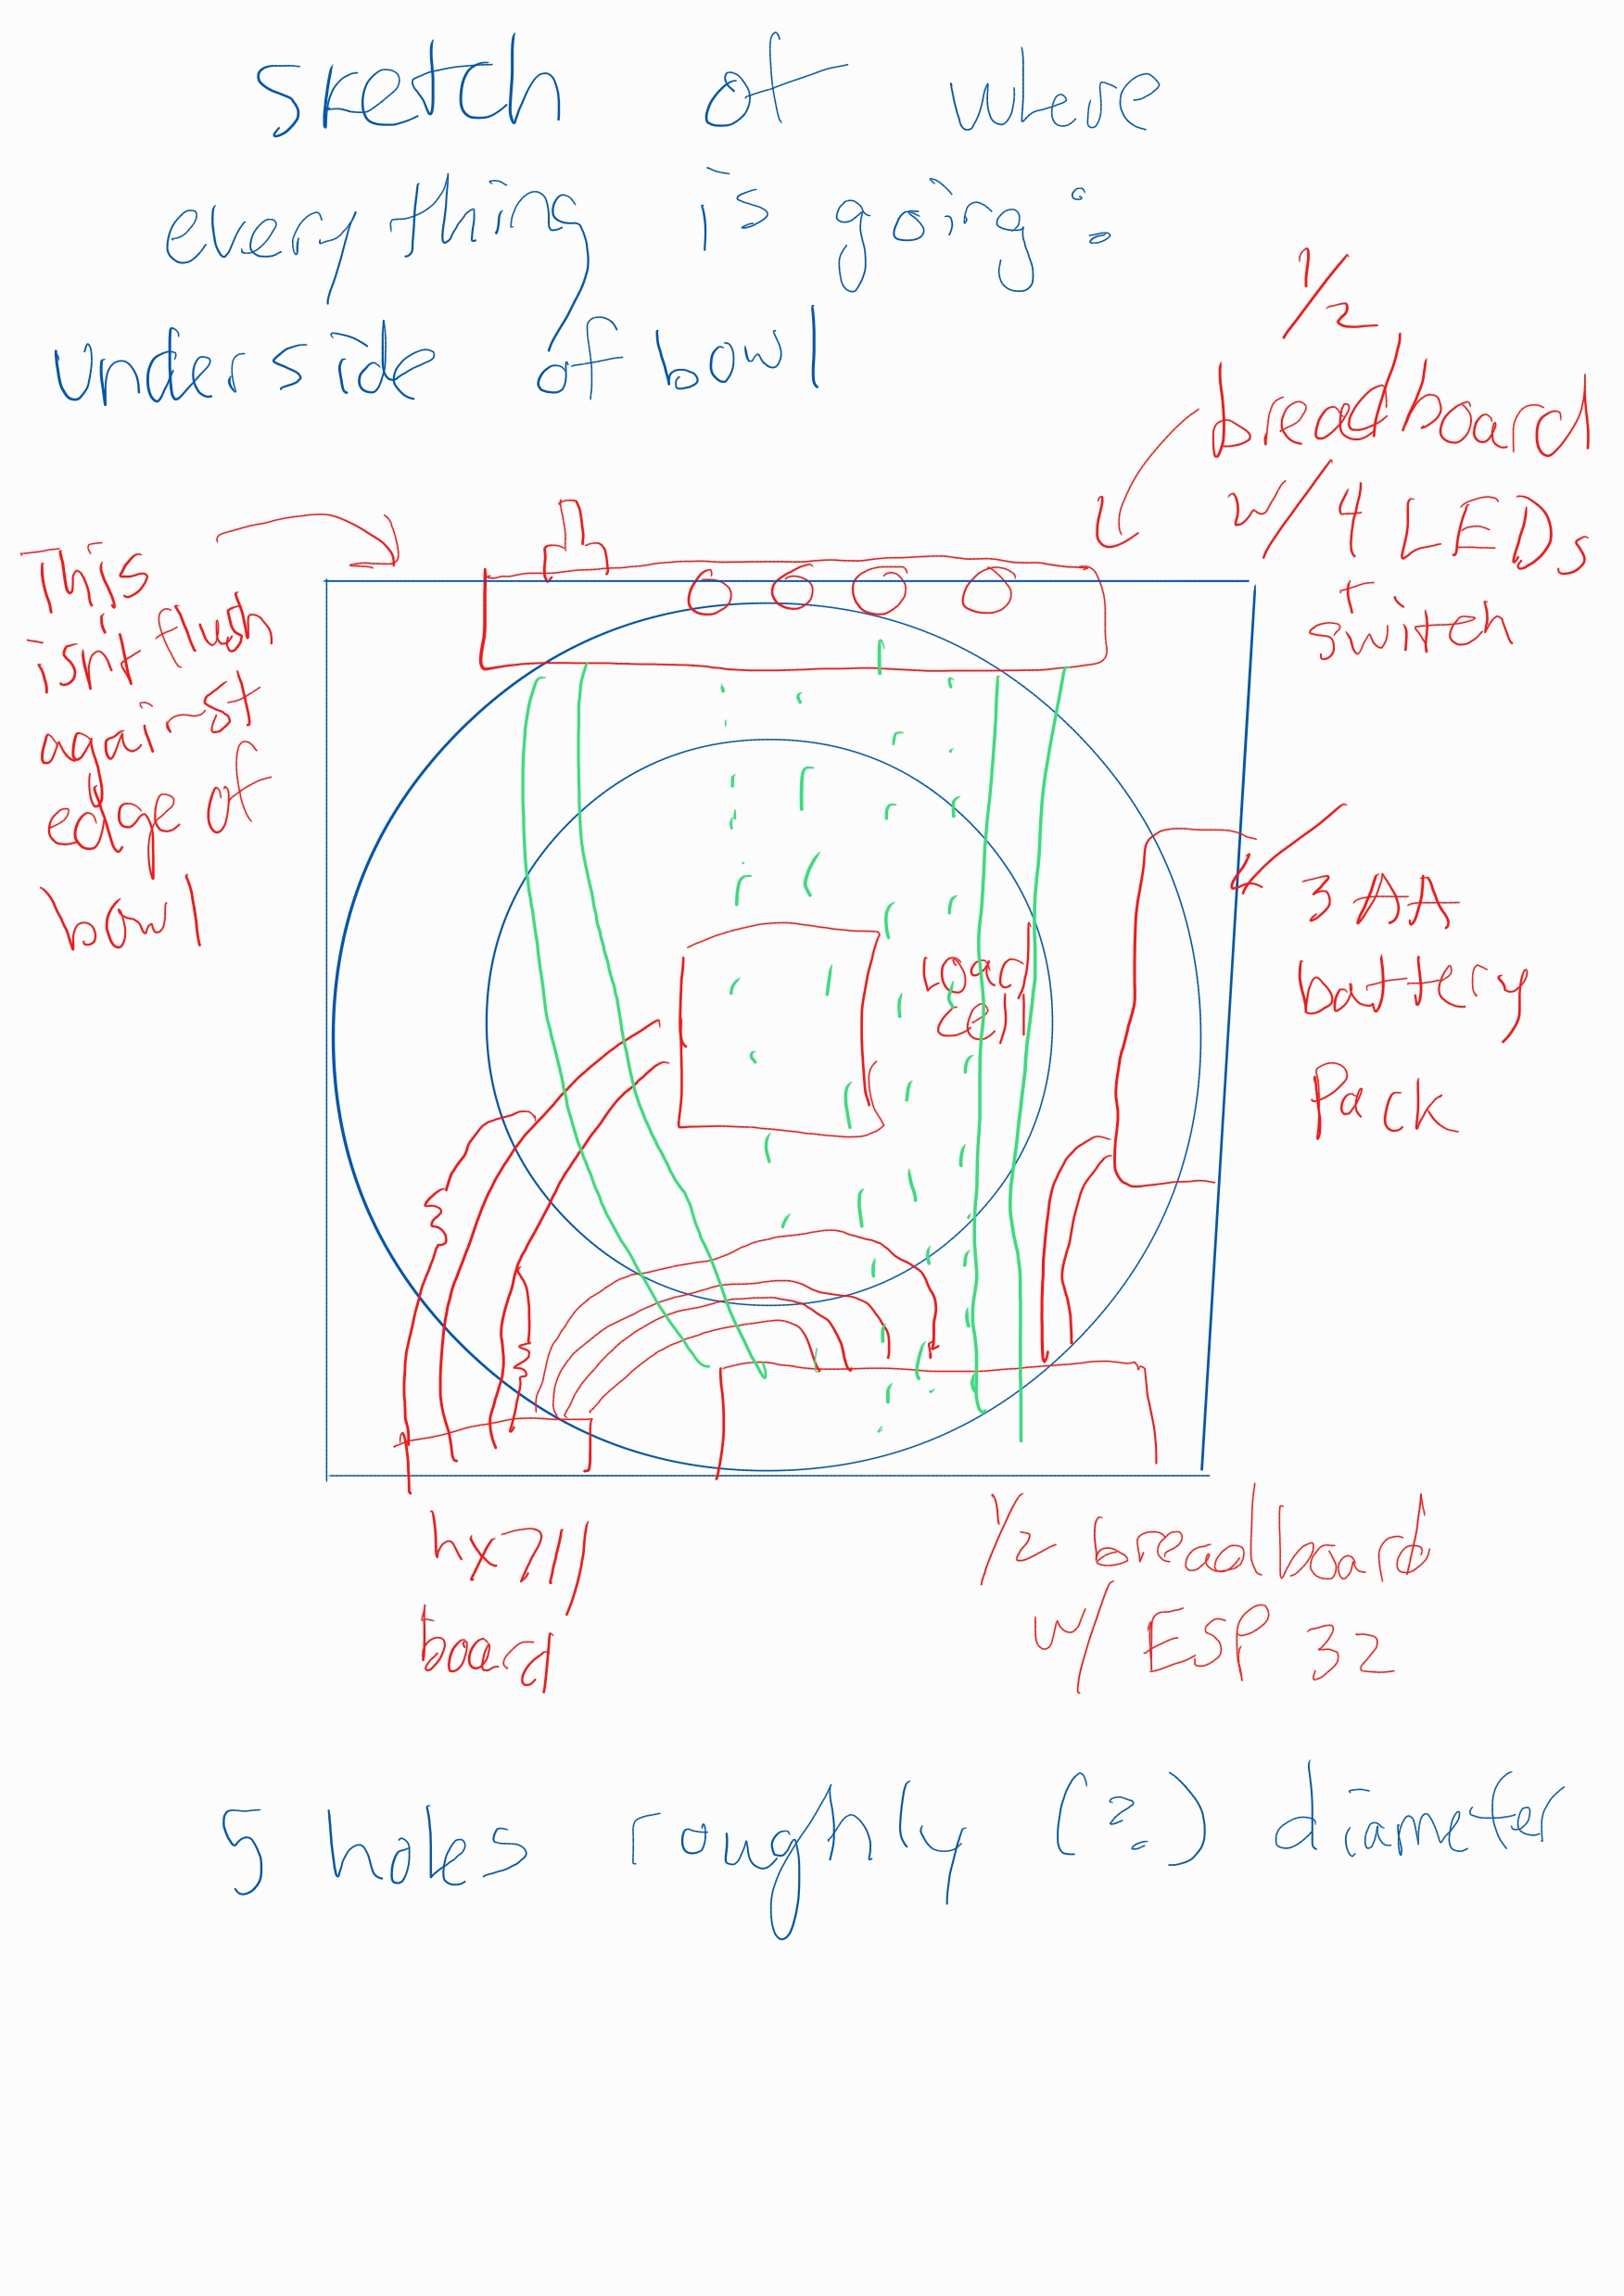 sketch of where
everything is going:
underside of bowl
1/2
breadboard
w/ 4 LEDs
+
switch
This
isn't flush
against
edge of
bowl
Load
cell
3 AA
battery
Pack
hx711
board
1/2 breadboard
w/ ESP 32
5 holes roughly (?) diameter